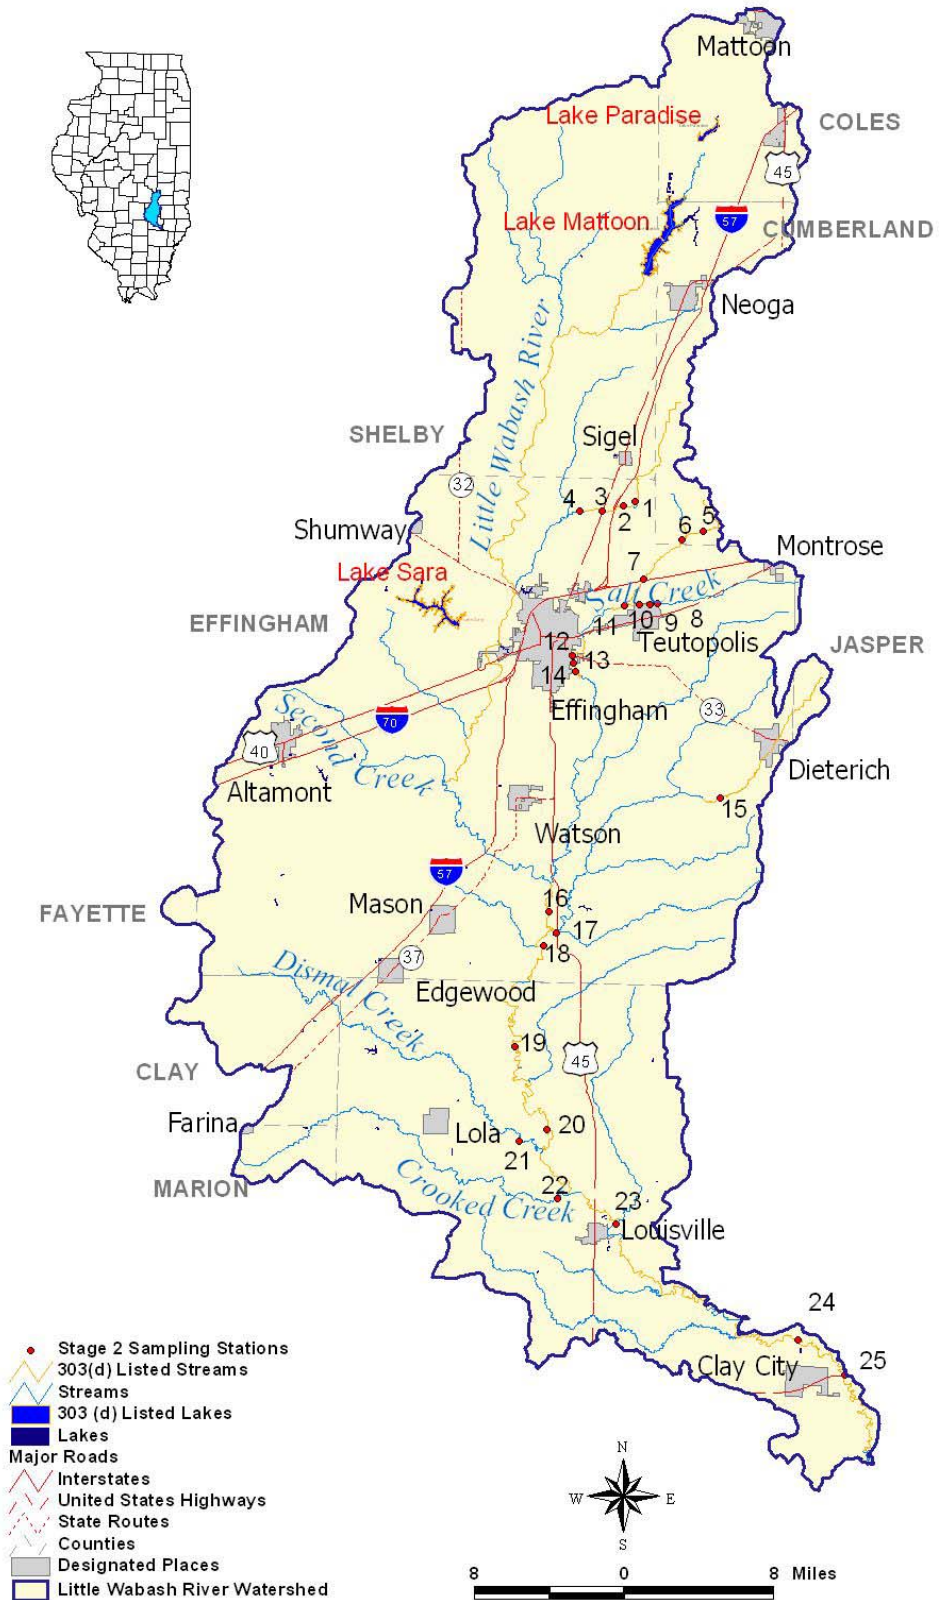 Mattoon
Lake Paradise
COLES
45
Lake Mattoon
57
CUMBERLAND
Neoga
Little Wabash River
SHELBY
Sigel
32
4
3
2
1
Shumway
6
5
7
Montrose
Lake Sara
Salt Creek
EFFINGHAM
11
10
9
8
Teutopolis
JASPER
12
13
14
Effingham
33
Second Creek
70
40
Altamont
Dieterich
15
Watson
57
Mason
16
FAYETTE
17
18
37
Dismal Creek
Edgewood
19
45
CLAY
Farina
Lola
20
21
MARION
Crooked Creek
22
23
Louisville
24
Clay City
25
Stage 2 Sampling Stations
303(d) Listed Streams
Streams
303 (d) Listed Lakes
Lakes
Major Roads
Interstates
United States Highways
State Routes
Counties
Designated Places
Little Wabash River Watershed
N
W
E
S
8
0
8 Miles